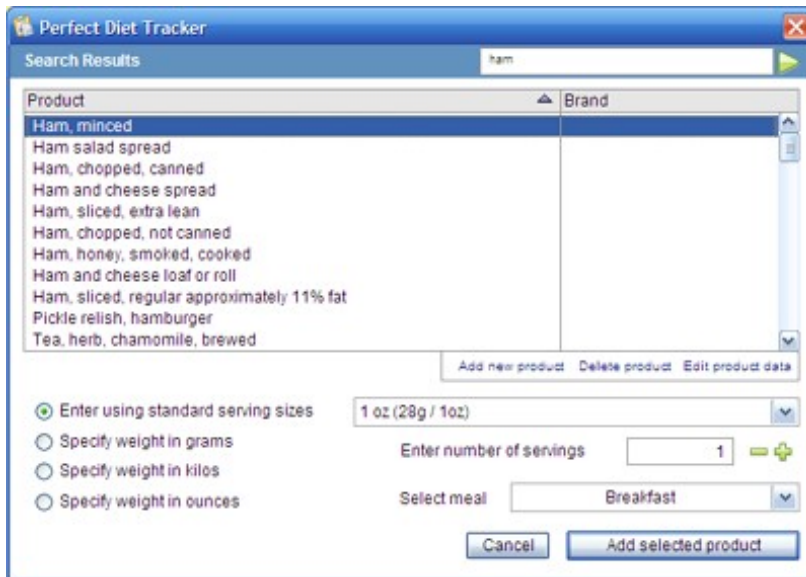 Perfect Diet Tracker
Search Results ham
Product Brand
Ham, minced
Ham salad spread
Ham, chopped, canned
Ham and cheese spread
Ham, sliced, extra lean
Ham, chopped, not canned
Ham, honey, smoked, cooked
Ham and cheese loaf or roll
Ham, sliced, regular approximately 11% fat
Pickle relish, hamburger
Tea, herb, chamomile, brewed
Add new product Delete product Edit product data
Enter using standard serving sizes 1 oz (28g / 1oz)
Specify weight in grams
Enter number of servings 1
Specify weight in kilos
Specify weight in ounces
Select meal Breakfast
Cancel Add selected product